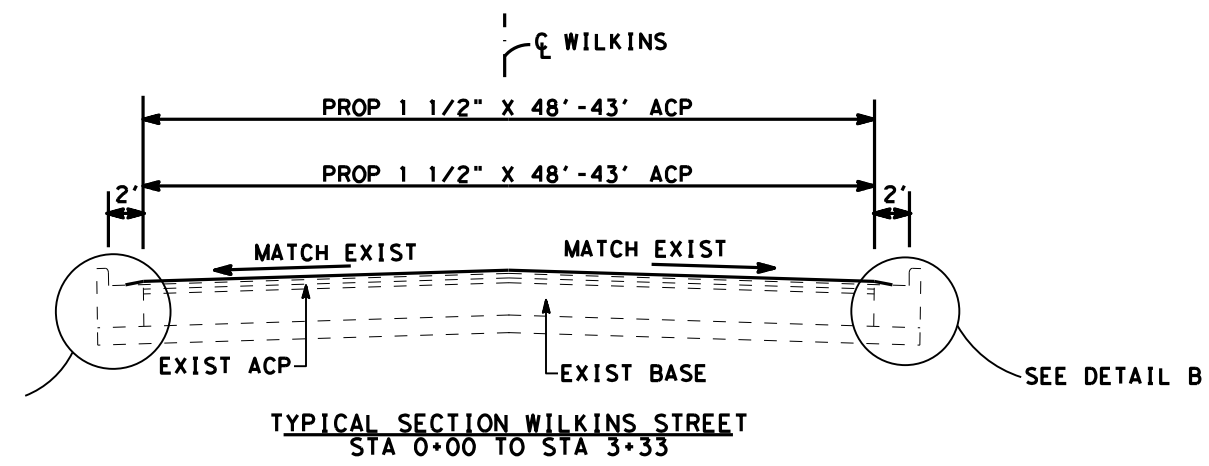 ℄ WILKINS
PROP 1 1/2" X 48'-43' ACP
PROP 1 1/2" X 48'-43' ACP
2'
2'
MATCH EXIST
MATCH EXIST
EXIST ACP
EXIST BASE
SEE DETAIL B
TYPICAL SECTION WILKINS STREET
STA 0+00 TO STA 3+33